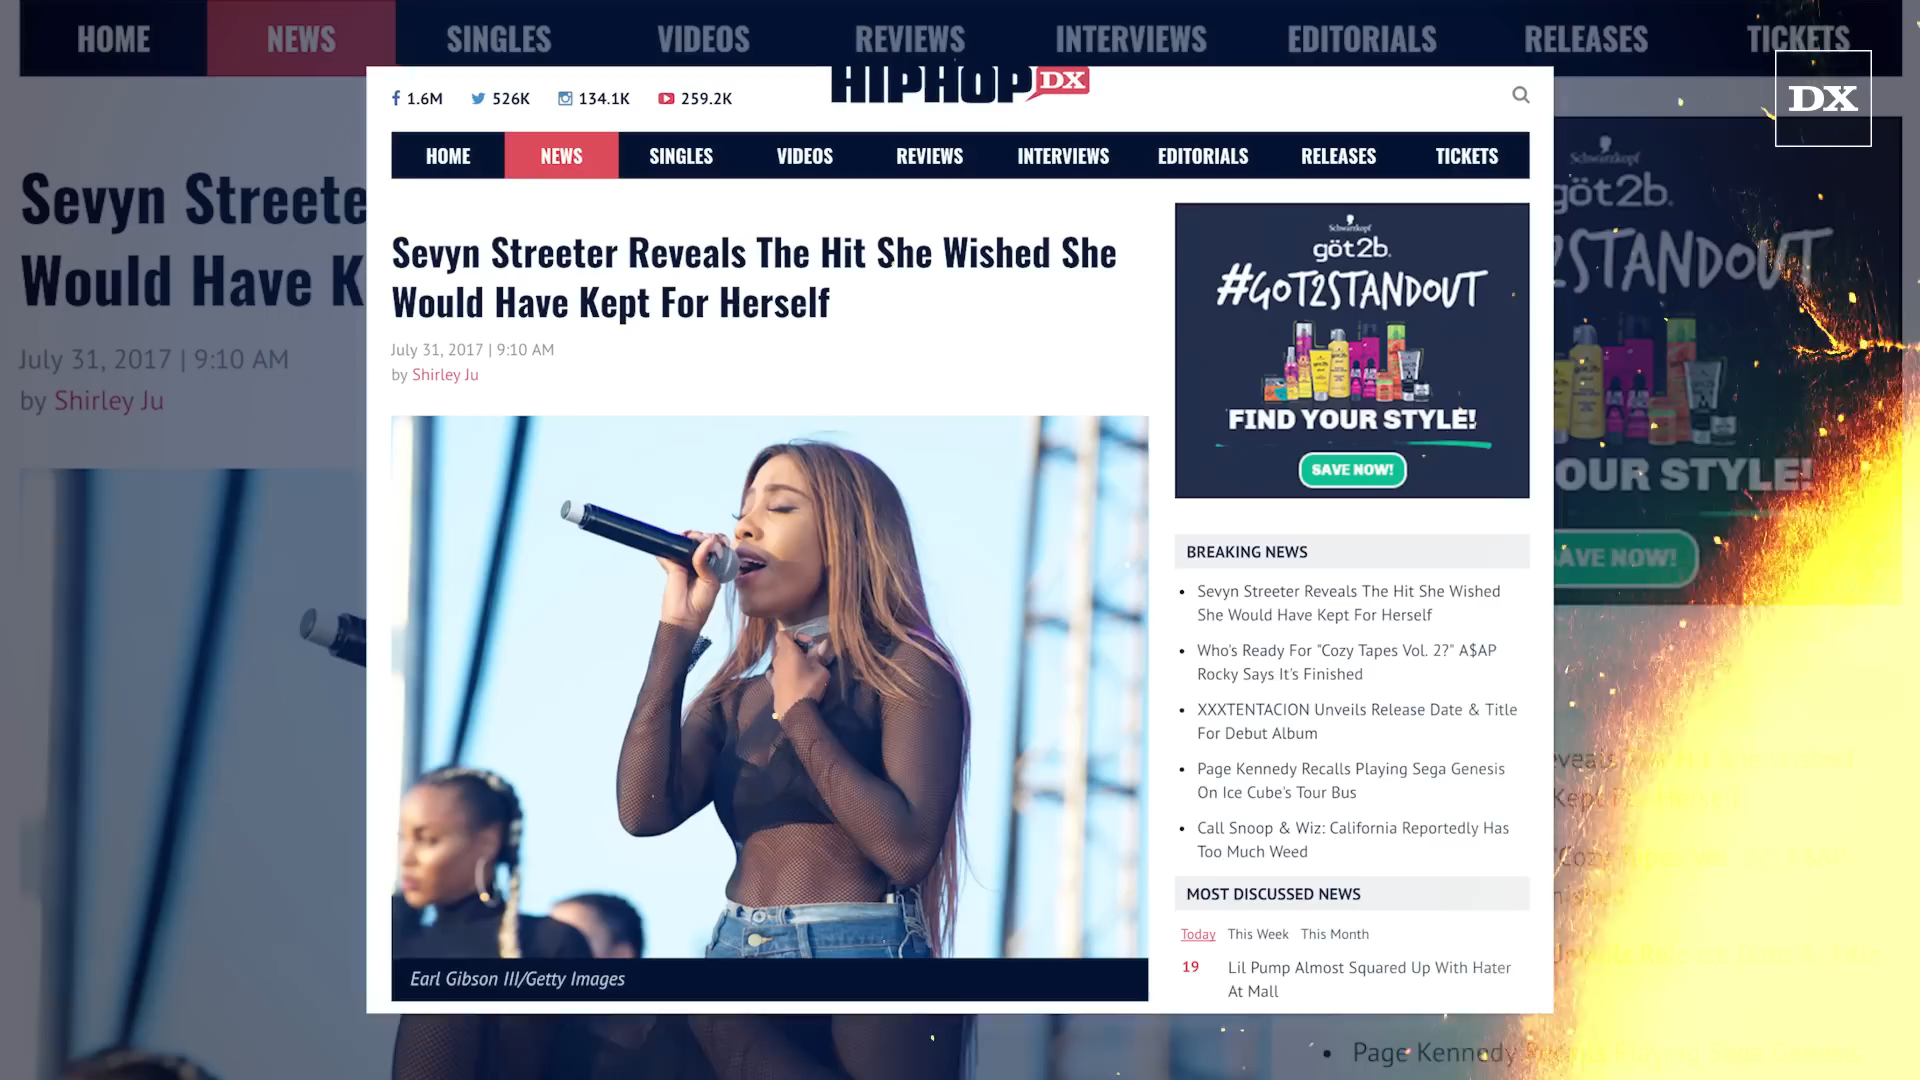 HOME NEWS SINGLES VIDEOS REVIEWS INTERVIEWS EDITORIALS RELEASES TICKETS
DX
1.6M 526K 134.1K 259.2K
HIPHOPDX
HOME NEWS SINGLES VIDEOS REVIEWS INTERVIEWS EDITORIALS RELEASES TICKETS
Sevyn Streete
Would Have K
July 31, 2017 | 9:10 AM
by Shirley Ju
Sevyn Streeter Reveals The Hit She Wished She
Would Have Kept For Herself
July 31, 2017 | 9:10 AM
by Shirley Ju
Earl Gibson III/Getty Images
Schwarzkopf
göt2b.
#GOT2STANDOUT
FIND YOUR STYLE!
SAVE NOW!
Schwarzkopf
göt2b.
2STANDOUT
OUR STYLE!
AVE NOW!
BREAKING NEWS
• Sevyn Streeter Reveals The Hit She Wished
She Would Have Kept For Herself
• Who's Ready For "Cozy Tapes Vol. 2?" A$AP
Rocky Says It's Finished
• XXXTENTACION Unveils Release Date & Title
For Debut Album
• Page Kennedy Recalls Playing Sega Genesis
On Ice Cube's Tour Bus
• Call Snoop & Wiz: California Reportedly Has
Too Much Weed
MOST DISCUSSED NEWS
Today This Week This Month
19 Lil Pump Almost Squared Up With Hater
At Mall
• Page Kennedy